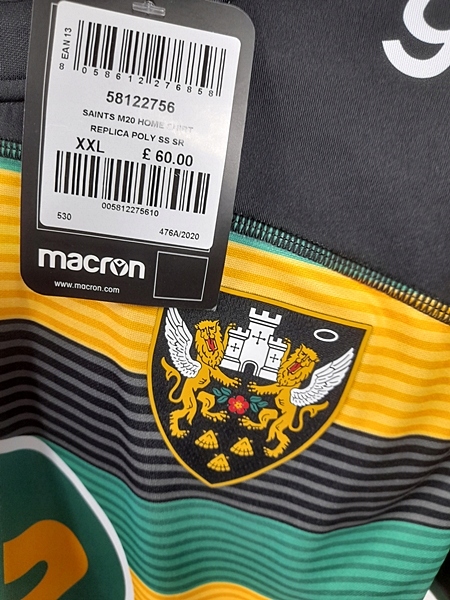 8 EAN 13
8 058612 276858
58122756
SAINTS M20 HOME SHIRT
REPLICA POLY SS SR
XXL £ 60.00
005812275610
530 476A/2020
macron
www.macron.com